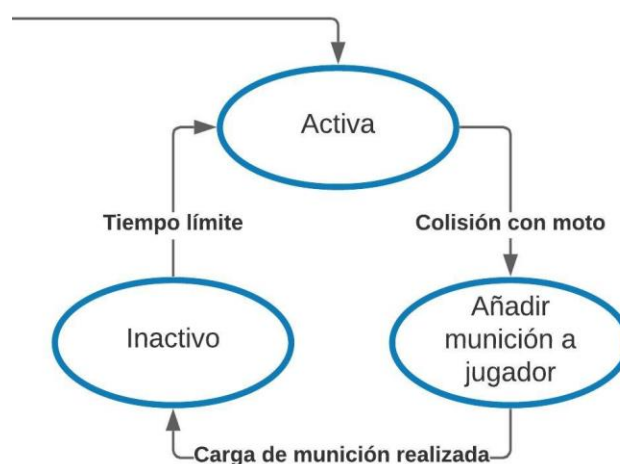 Activa
Tiempo límite
Colisión con moto
Inactivo
Añadir
munición a
jugador
Carga de munición realizada